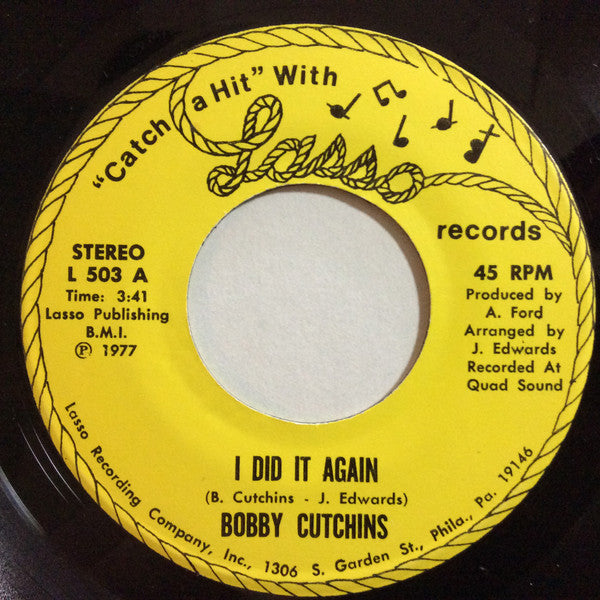 "Catch a Hit" With
Lasso
records
STEREO
L 503 A
Time: 3:41
Lasso Publishing
B.M.I.
Ⓟ 1977
45 RPM
Produced by
A. Ford
Arranged by
J. Edwards
Recorded At
Quad Sound
I DID IT AGAIN
(B. Cutchins - J. Edwards)
BOBBY CUTCHINS
Lasso Recording Company, Inc., 1306 S. Garden St., Phila., Pa. 19146